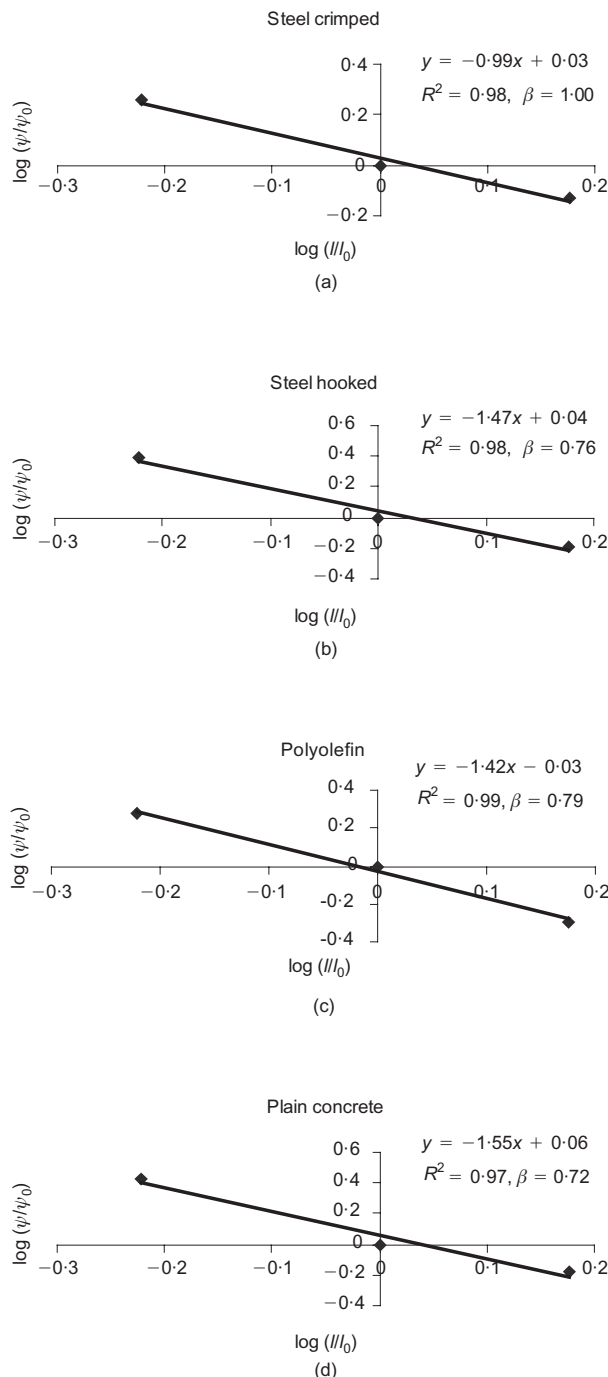 Steel crimped
y = −0·99x + 0·03
R² = 0·98, β = 1·00
log (ψ/ψ₀)
0·4
0·2
0
−0·2
−0·3
−0·2
−0·1
0
0·1
0·2
log (l/l₀)
(a)
Steel hooked
y = −1·47x + 0·04
R² = 0·98, β = 0·76
log (ψ/ψ₀)
0·6
0·4
0·2
0
−0·2
−0·4
−0·3
−0·2
−0·1
0
0·1
0·2
log (l/l₀)
(b)
Polyolefin
y = −1·42x − 0·03
R² = 0·99, β = 0·79
log (ψ/ψ₀)
0·4
0·2
0
-0·2
-0·4
−0·3
−0·2
−0·1
0
0·1
0·2
log (l/l₀)
(c)
Plain concrete
y = −1·55x + 0·06
R² = 0·97, β = 0·72
log (ψ/ψ₀)
0·6
0·4
0·2
0
−0·2
−0·4
−0·3
−0·2
−0·1
0
0·1
0·2
log (l/l₀)
(d)